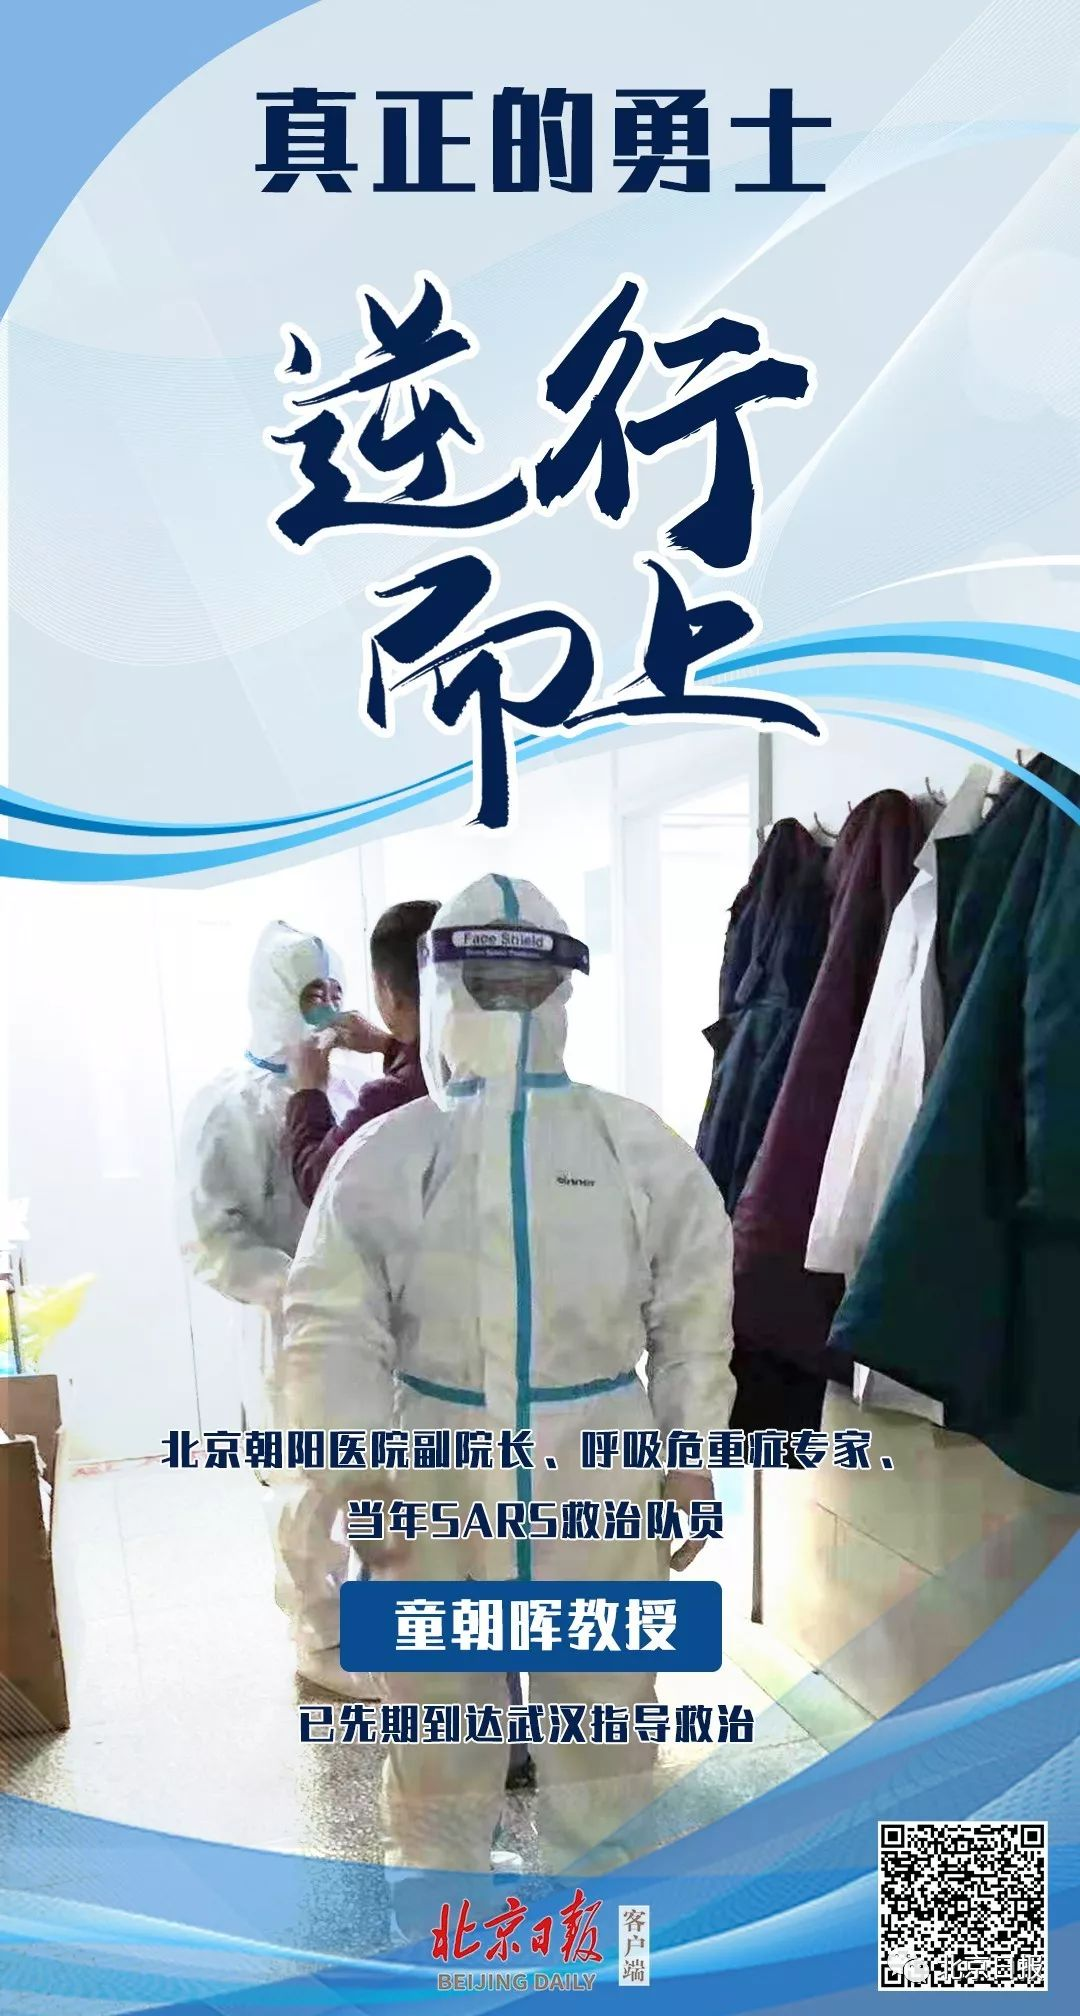 真正的勇士
逆行
而上
Face Shield
北京朝阳医院副院长、呼吸危重症专家、
当年SARS救治队员
童朝晖教授
已先期到达武汉指导救治
北京日报
客户端
BEIJING DAILY
北京日报